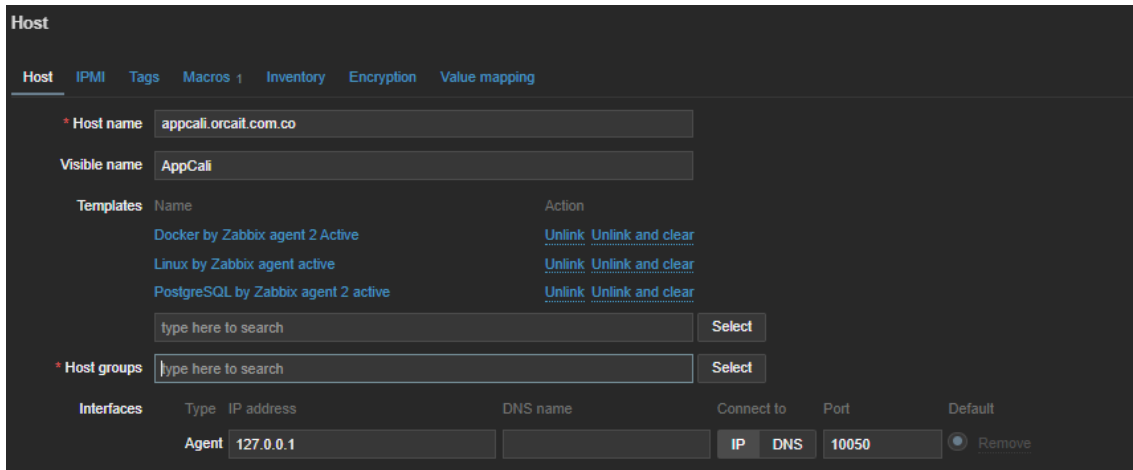 Host
Host IPMI Tags Macros 1 Inventory Encryption Value mapping
* Host name appcali.orcait.com.co
Visible name AppCali
Templates Name Action
Docker by Zabbix agent 2 Active Unlink Unlink and clear
Linux by Zabbix agent active Unlink Unlink and clear
PostgreSQL by Zabbix agent 2 active Unlink Unlink and clear
type here to search Select
* Host groups type here to search Select
Interfaces Type IP address DNS name Connect to Port Default
Agent 127.0.0.1 IP DNS 10050 Remove